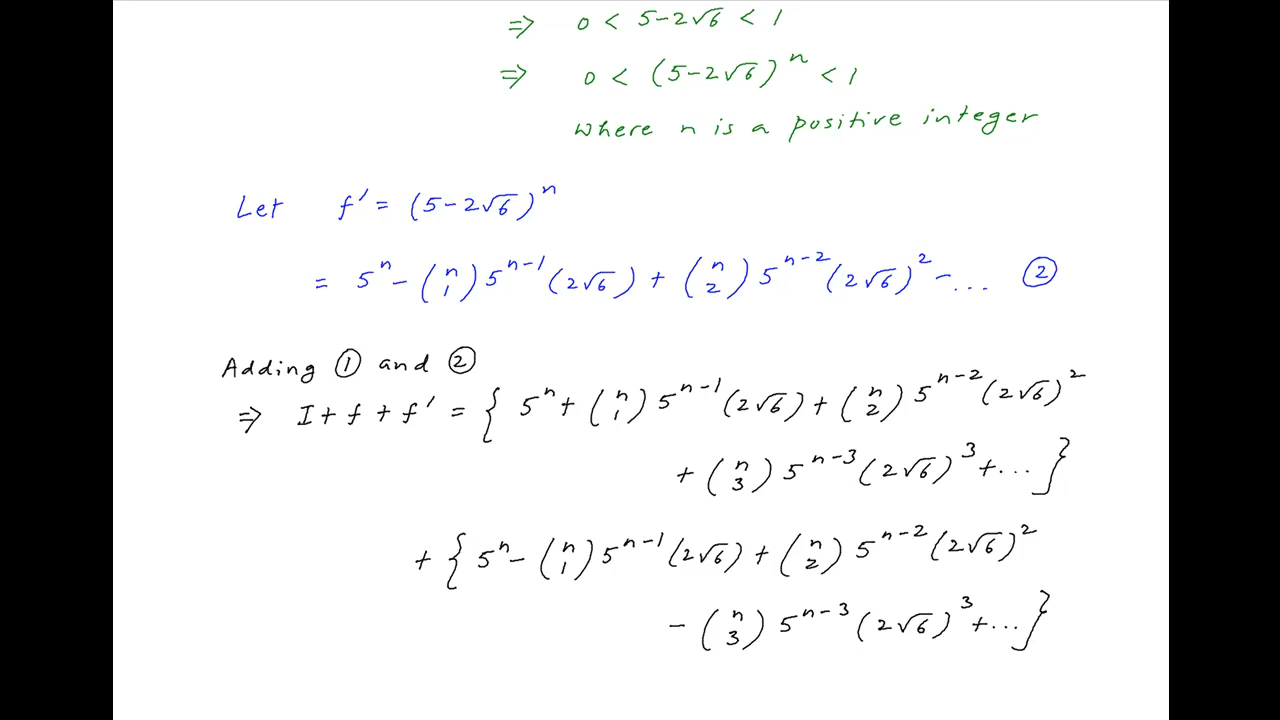 ⇒ 0 < 5-2√6 < 1
⇒ 0 < (5-2√6)^n < 1
where n is a positive integer
Let f' = (5-2√6)^n
= 5^n - (n 1) 5^(n-1) (2√6) + (n 2) 5^(n-2) (2√6)^2 - ... ②
Adding ① and ②
⇒ I + f + f' = { 5^n + (n 1) 5^(n-1) (2√6) + (n 2) 5^(n-2) (2√6)^2
+ (n 3) 5^(n-3) (2√6)^3 + ... }
+ { 5^n - (n 1) 5^(n-1) (2√6) + (n 2) 5^(n-2) (2√6)^2
- (n 3) 5^(n-3) (2√6)^3 + ... }